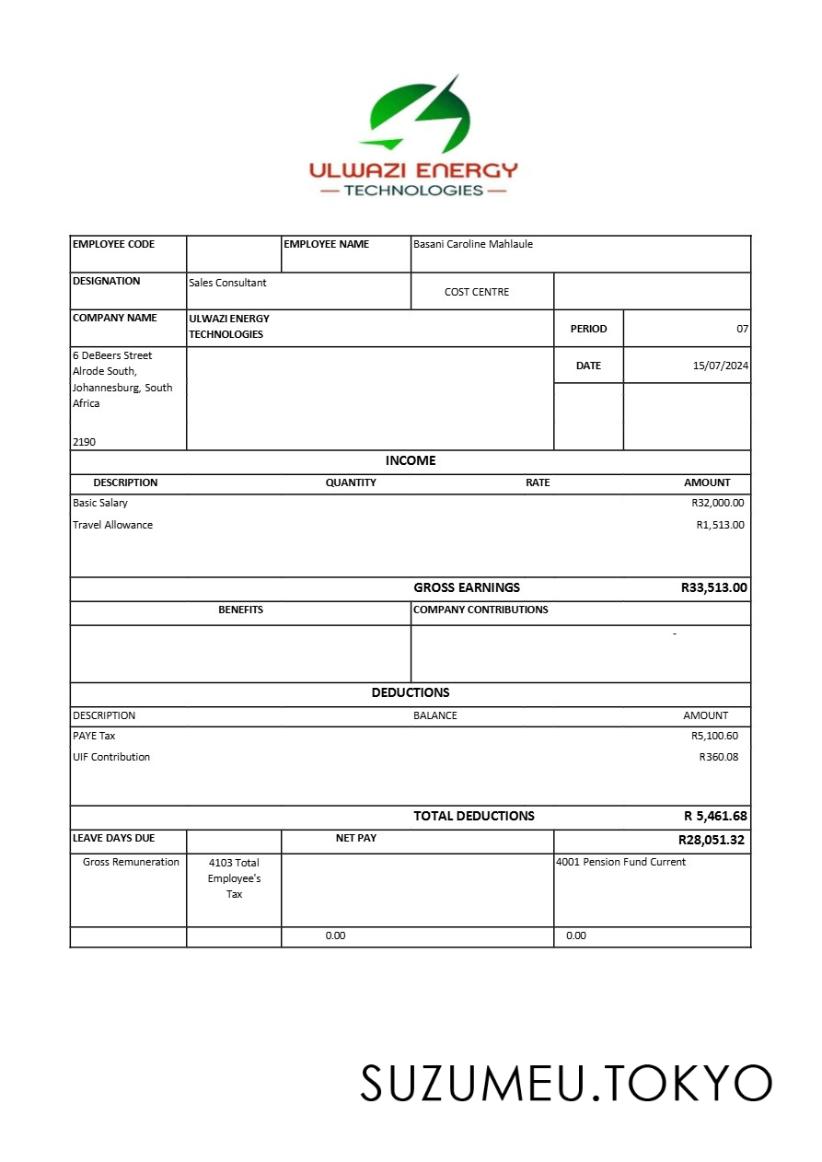 ULWAZI ENERGY
TECHNOLOGIES
EMPLOYEE CODE EMPLOYEE NAME Basani Caroline Mahlaule
DESIGNATION Sales Consultant COST CENTRE
COMPANY NAME ULWAZI ENERGY
TECHNOLOGIES
PERIOD 07
6 DeBeers Street
Alrode South,
Johannesburg, South
Africa
2190
DATE 15/07/2024
INCOME
DESCRIPTION QUANTITY RATE AMOUNT
Basic Salary R32,000.00
Travel Allowance R1,513.00
GROSS EARNINGS R33,513.00
BENEFITS COMPANY CONTRIBUTIONS
-
DEDUCTIONS
DESCRIPTION BALANCE AMOUNT
PAYE Tax R5,100.60
UIF Contribution R360.08
TOTAL DEDUCTIONS R 5,461.68
LEAVE DAYS DUE NET PAY R28,051.32
Gross Remuneration 4103 Total
Employee's
Tax
4001 Pension Fund Current
0.00 0.00
SUZUMEU.TOKYO